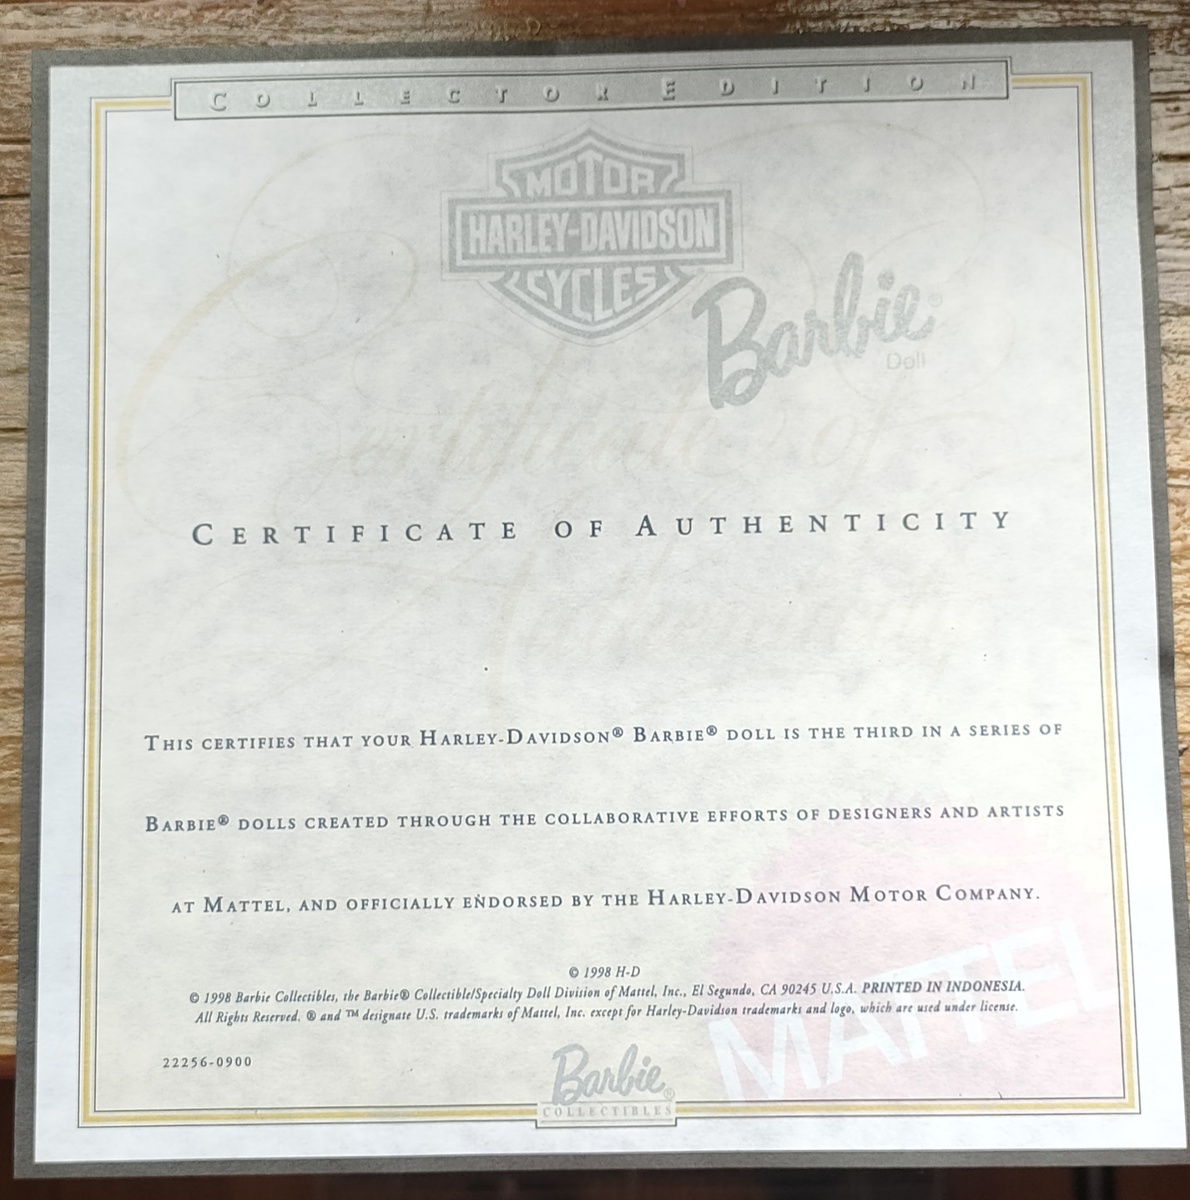 COLLECTOR EDITION
MOTOR
HARLEY-DAVIDSON
CYCLES
Barbie®
Doll
Certificate of
CERTIFICATE OF AUTHENTICITY
Authenticity
THIS CERTIFIES THAT YOUR HARLEY-DAVIDSON® BARBIE® DOLL IS THE THIRD IN A SERIES OF
BARBIE® DOLLS CREATED THROUGH THE COLLABORATIVE EFFORTS OF DESIGNERS AND ARTISTS
AT MATTEL, AND OFFICIALLY ENDORSED BY THE HARLEY-DAVIDSON MOTOR COMPANY.
© 1998 H-D
© 1998 Barbie Collectibles, the Barbie® Collectible/Specialty Doll Division of Mattel, Inc., El Segundo, CA 90245 U.S.A. PRINTED IN INDONESIA.
All Rights Reserved. ® and ™ designate U.S. trademarks of Mattel, Inc. except for Harley-Davidson trademarks and logo, which are used under license.
MATTEL
22256-0900
Barbie®
COLLECTIBLES